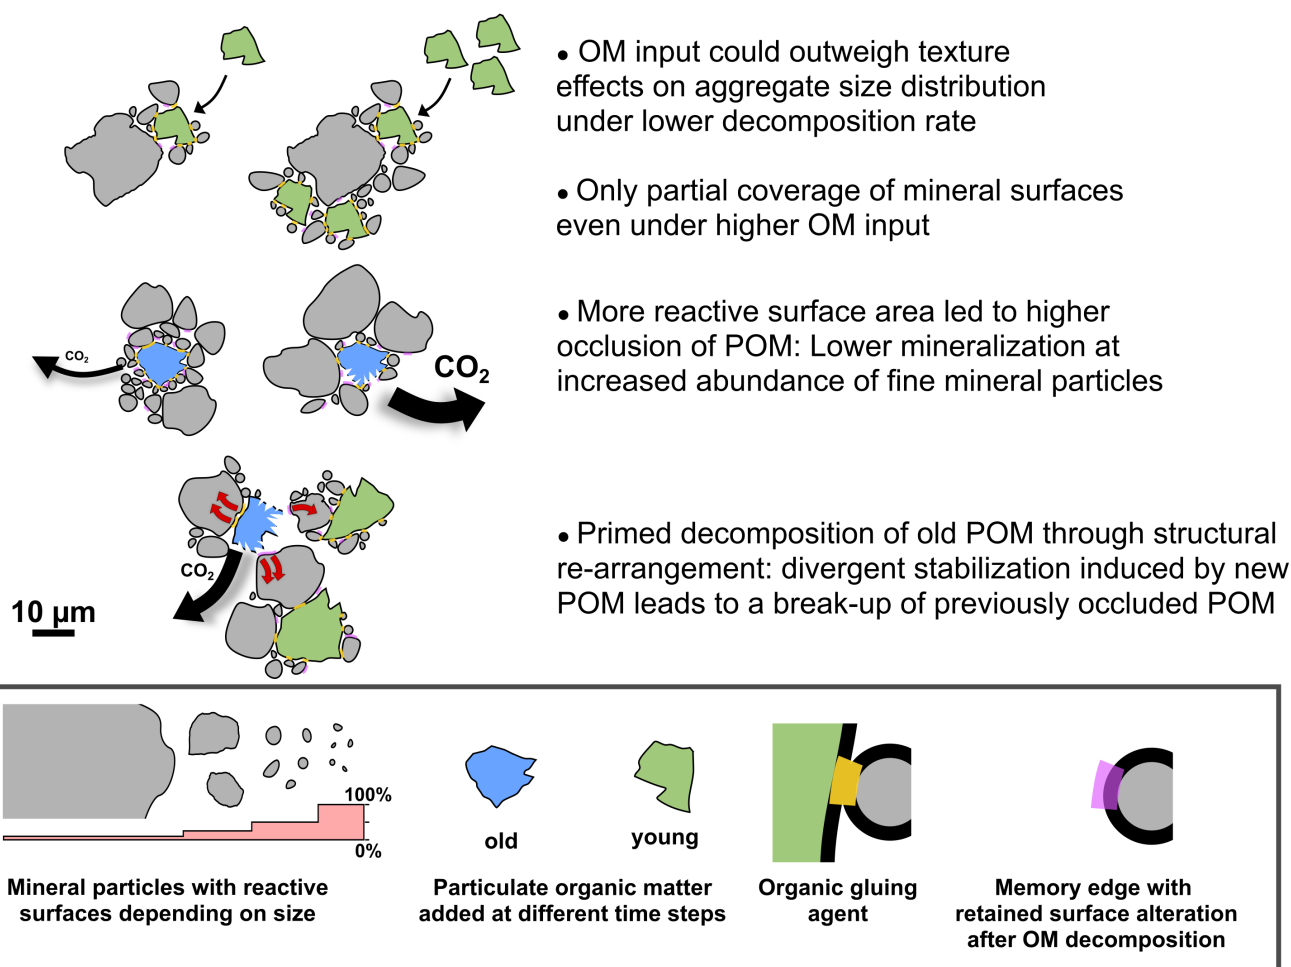 • OM input could outweigh texture
effects on aggregate size distribution
under lower decomposition rate
• Only partial coverage of mineral surfaces
even under higher OM input
• More reactive surface area led to higher
occlusion of POM: Lower mineralization at
increased abundance of fine mineral particles
CO₂
CO₂
• Primed decomposition of old POM through structural
re-arrangement: divergent stabilization induced by new
POM leads to a break-up of previously occluded POM
CO₂
10 µm
100%
0%
old
young
Mineral particles with reactive
surfaces depending on size
Particulate organic matter
added at different time steps
Organic gluing
agent
Memory edge with
retained surface alteration
after OM decomposition